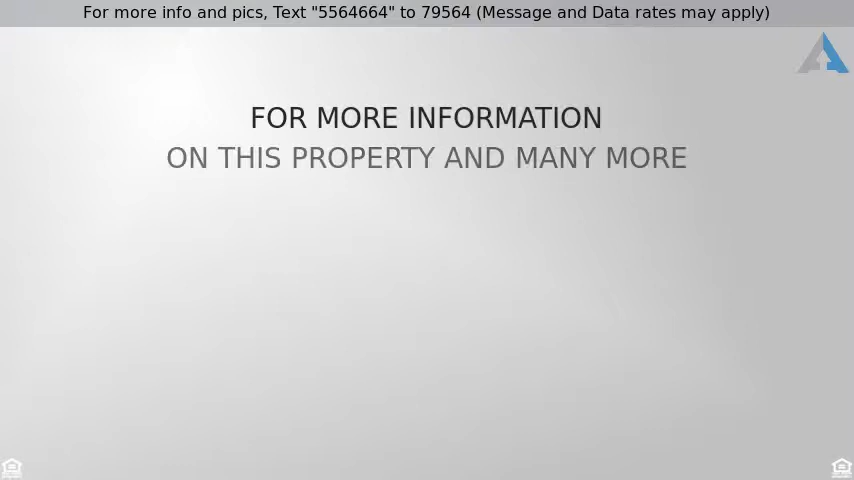 For more info and pics, Text "5564664" to 79564 (Message and Data rates may apply)
FOR MORE INFORMATION
ON THIS PROPERTY AND MANY MORE